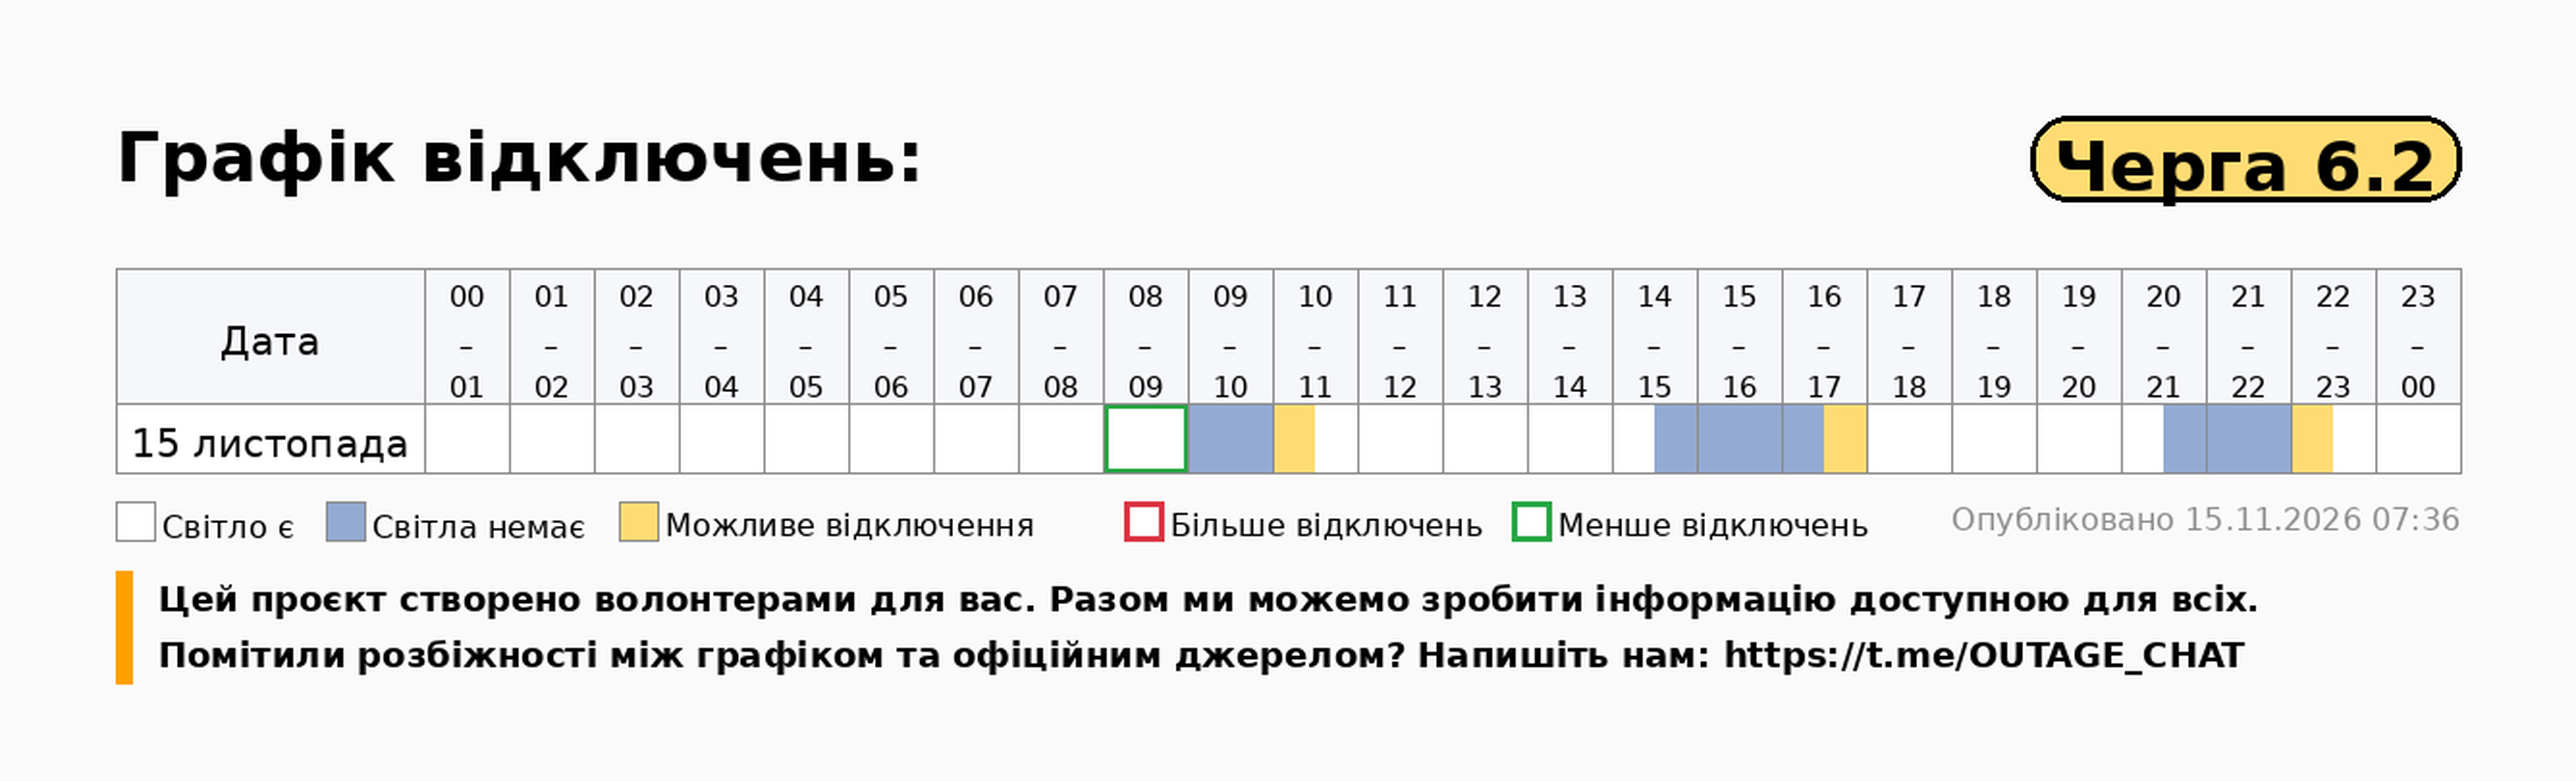 Графік відключень:
Черга 6.2
Дата
00 – 01
01 – 02
02 – 03
03 – 04
04 – 05
05 – 06
06 – 07
07 – 08
08 – 09
09 – 10
10 – 11
11 – 12
12 – 13
13 – 14
14 – 15
15 – 16
16 – 17
17 – 18
18 – 19
19 – 20
20 – 21
21 – 22
22 – 23
23 – 00
15 листопада
Світло є
Світла немає
Можливе відключення
Більше відключень
Менше відключень
Опубліковано 15.11.2026 07:36
Цей проєкт створено волонтерами для вас. Разом ми можемо зробити інформацію доступною для всіх.
Помітили розбіжності між графіком та офіційним джерелом? Напишіть нам: https://t.me/OUTAGE_CHAT